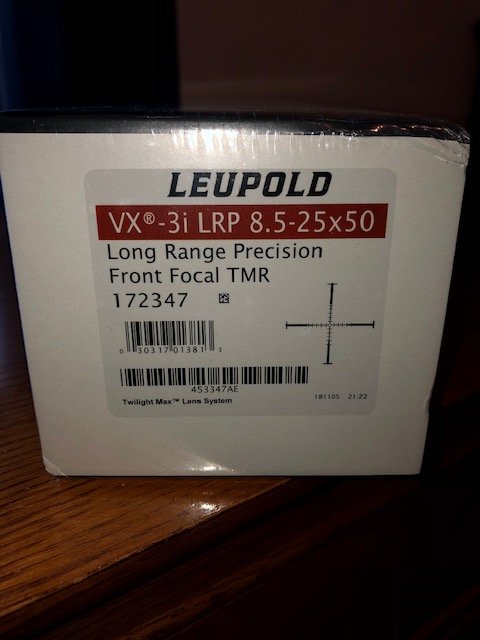 LEUPOLD
VX®-3i LRP 8.5-25x50
Long Range Precision
Front Focal TMR
172347
0 30317 01381 3
453347AE
Twilight Max™ Lens System
181105 21:22